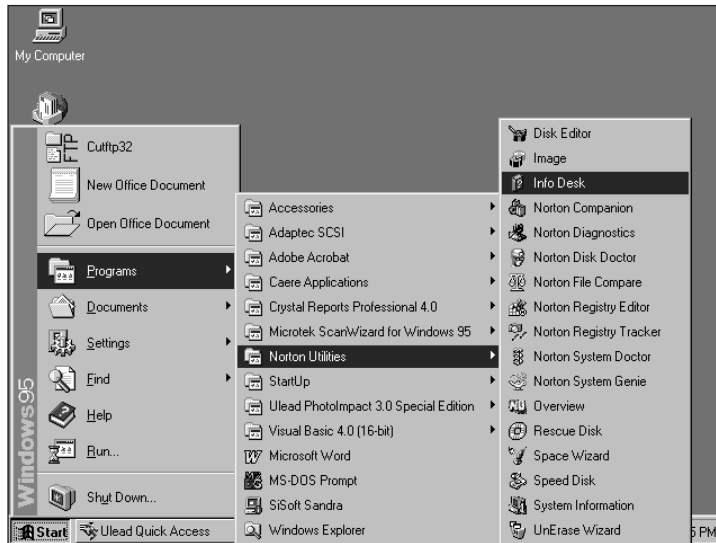 My Computer
FTP
Cutftp32
New Office Document
Open Office Document
Programs
Documents
Settings
Find
Help
Run...
Shut Down...
Windows95
Start
Ulead Quick Access
Accessories
Adaptec SCSI
Adobe Acrobat
Caere Applications
Crystal Reports Professional 4.0
Microtek ScanWizard for Windows 95
Norton Utilities
StartUp
Ulead PhotoImpact 3.0 Special Edition
Visual Basic 4.0 (16-bit)
Microsoft Word
MS-DOS Prompt
SiSoft Sandra
Windows Explorer
Disk Editor
Image
Info Desk
Norton Companion
Norton Diagnostics
Norton Disk Doctor
Norton File Compare
Norton Registry Editor
Norton Registry Tracker
Norton System Doctor
Norton System Genie
Overview
Rescue Disk
Space Wizard
Speed Disk
System Information
UnErase Wizard
5 PM